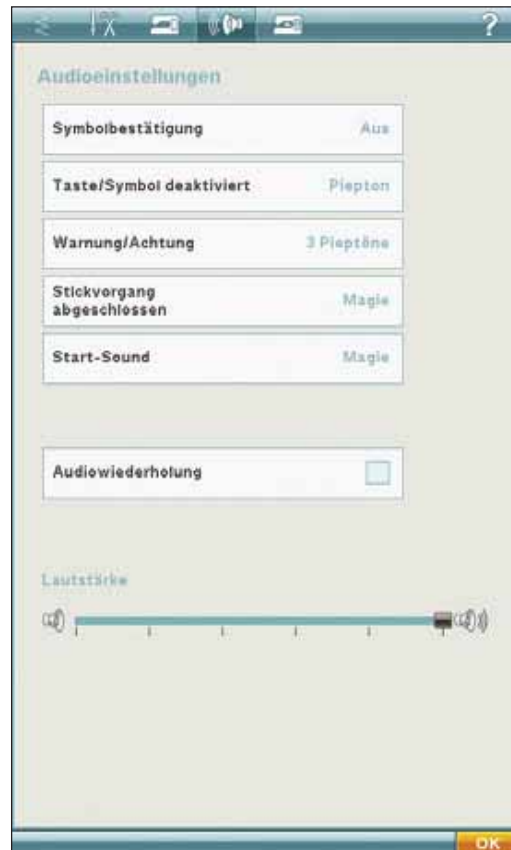 ?
Audioeinstellungen
Symbolbestätigung Aus
Taste/Symbol deaktiviert Piepton
Warnung/Achtung 3 Pieptöne
Stickvorgang
abgeschlossen Magie
Start-Sound Magie
Audiowiederholung
Lautstärke
OK